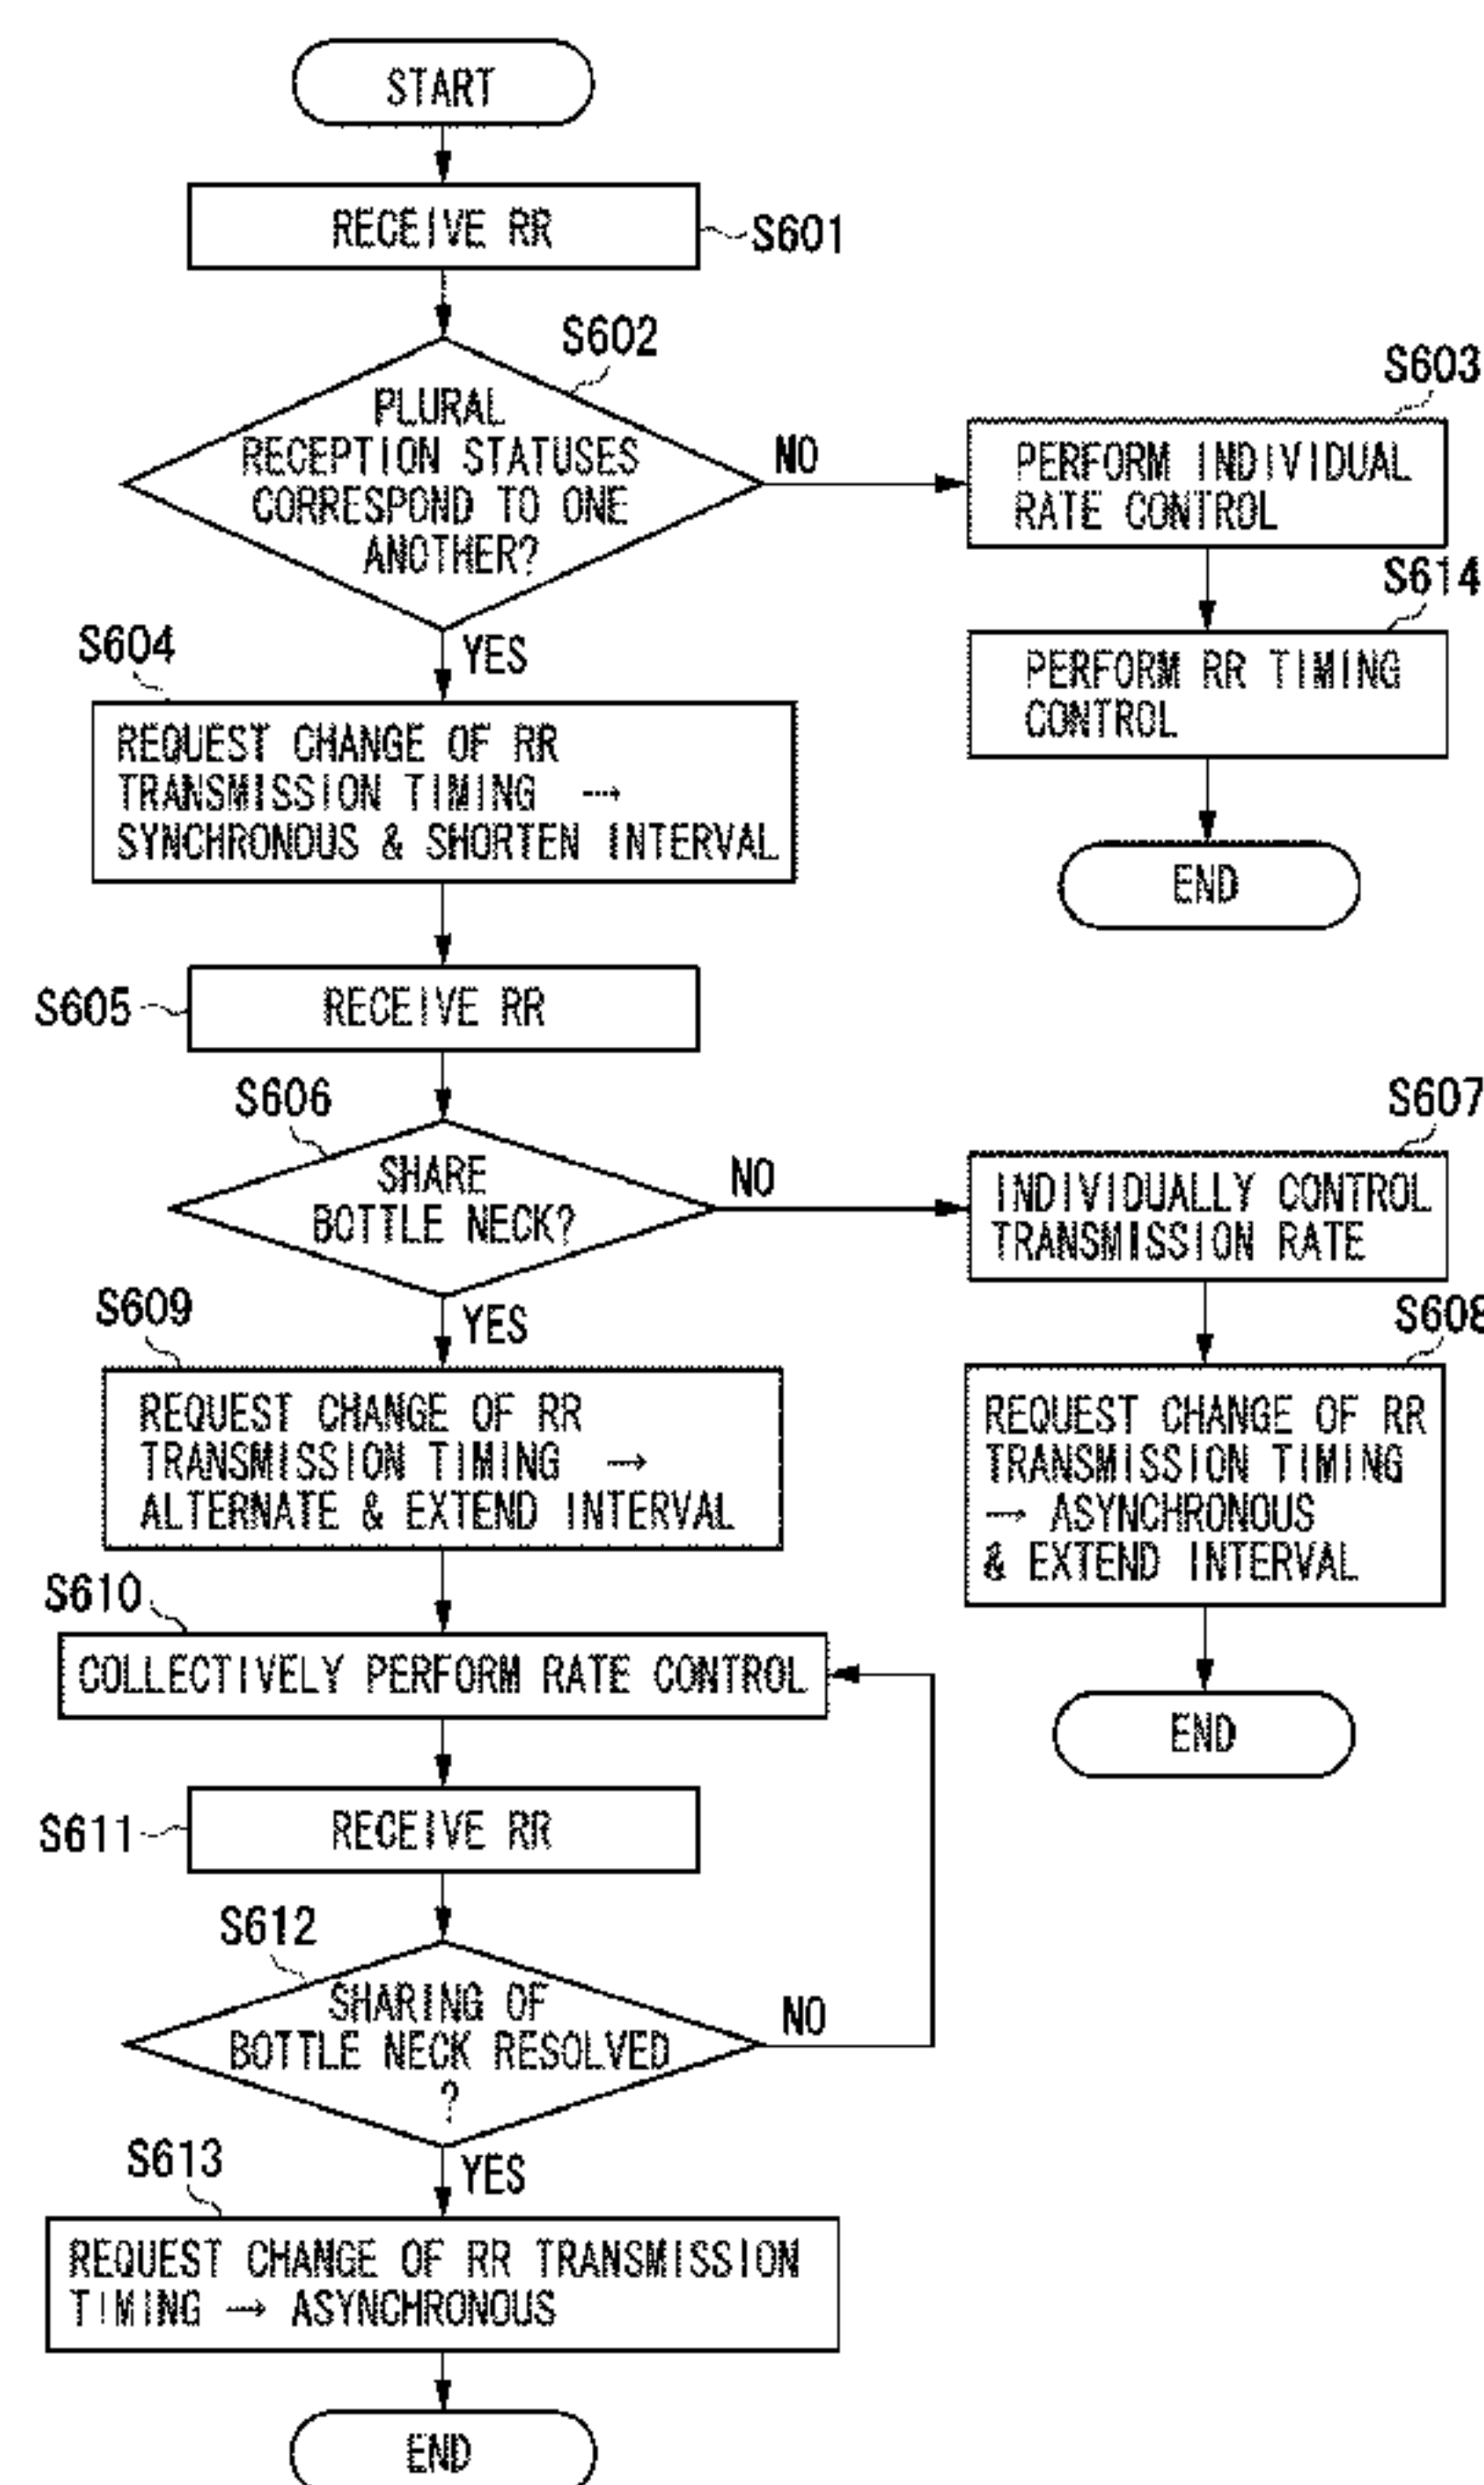 START
RECEIVE RR
S601
S602
PLURAL
RECEPTION STATUSES
CORRESPOND TO ONE
ANOTHER?
NO
S603
PERFORM INDIVIDUAL
RATE CONTROL
S614
PERFORM RR TIMING
CONTROL
END
YES
S604
REQUEST CHANGE OF RR
TRANSMISSION TIMING →
SYNCHRONOUS & SHORTEN INTERVAL
S605
RECEIVE RR
S606
SHARE
BOTTLE NECK?
NO
S607
INDIVIDUALLY CONTROL
TRANSMISSION RATE
S608
REQUEST CHANGE OF RR
TRANSMISSION TIMING
→ ASYNCHRONOUS
& EXTEND INTERVAL
END
YES
S609
REQUEST CHANGE OF RR
TRANSMISSION TIMING →
ALTERNATE & EXTEND INTERVAL
S610
COLLECTIVELY PERFORM RATE CONTROL
S611
RECEIVE RR
S612
SHARING OF
BOTTLE NECK RESOLVED
?
NO
YES
S613
REQUEST CHANGE OF RR TRANSMISSION
TIMING → ASYNCHRONOUS
END